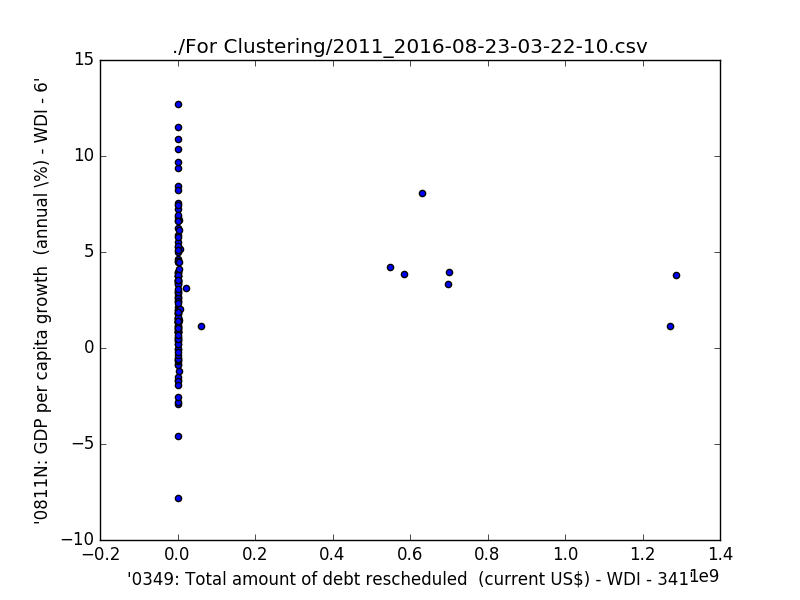 ./For Clustering/2011_2016-08-23-03-22-10.csv
15
10
5
0
−5
−10
'0811N: GDP per capita growth  (annual \%) - WDI - 6'
−0.2 0.0 0.2 0.4 0.6 0.8 1.0 1.2 1.4
1e9
'0349: Total amount of debt rescheduled  (current US$) - WDI - 341'